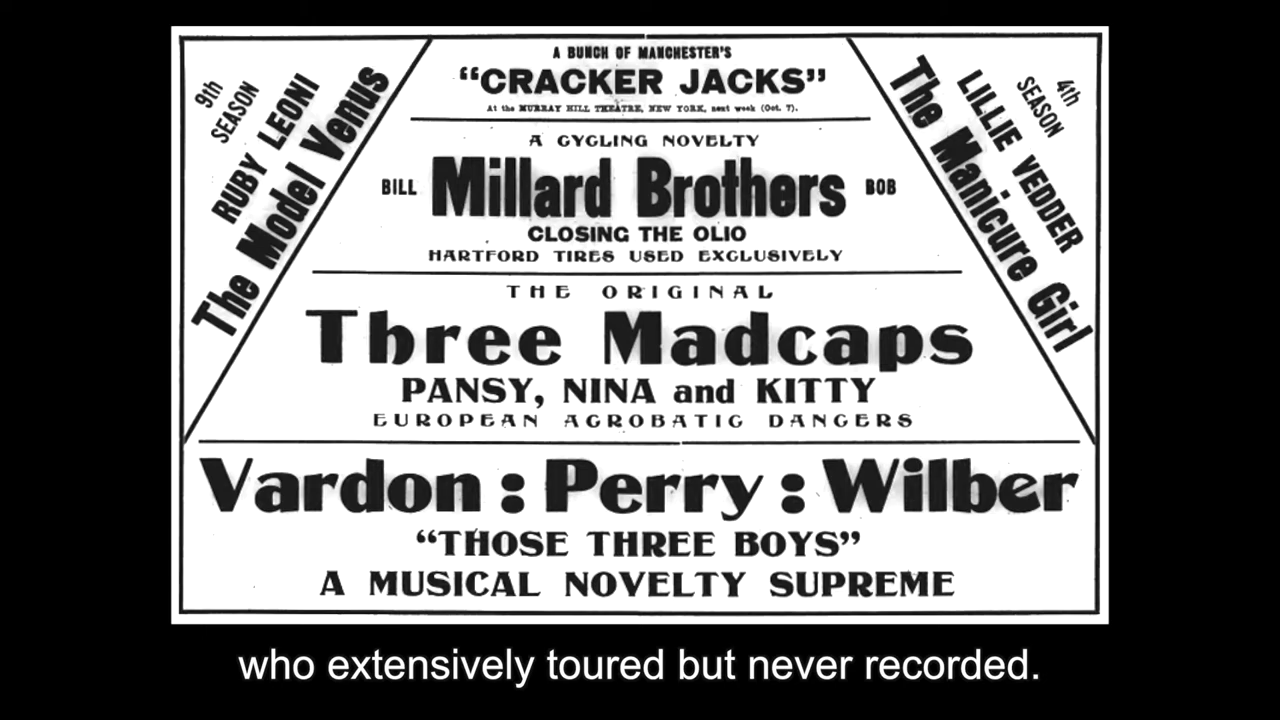 A BUNCH OF MANCHESTER'S
"CRACKER JACKS"
At the MURRAY HILL THEATRE, NEW YORK, next week (Oct. 7).
9th
SEASON
RUBY LEONI
The Model Venus
4th
SEASON
LILLIE VEDDER
The Manicure Girl
A CYCLING NOVELTY
BILL Millard Brothers BOB
CLOSING THE OLIO
HARTFORD TIRES USED EXCLUSIVELY
THE ORIGINAL
Three Madcaps
PANSY, NINA and KITTY
EUROPEAN ACROBATIC DANCERS
Vardon : Perry : Wilber
"THOSE THREE BOYS"
A MUSICAL NOVELTY SUPREME
who extensively toured but never recorded.